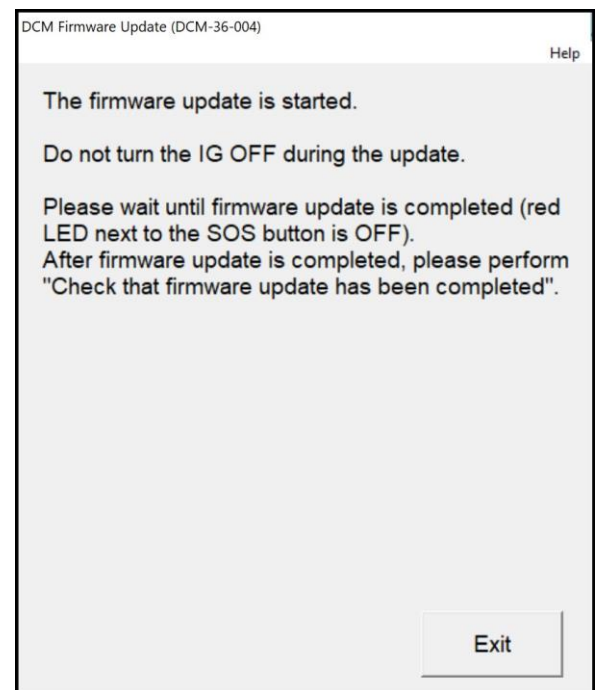 DCM Firmware Update (DCM-36-004)
Help
The firmware update is started.
Do not turn the IG OFF during the update.
Please wait until firmware update is completed (red
LED next to the SOS button is OFF).
After firmware update is completed, please perform
"Check that firmware update has been completed".
Exit